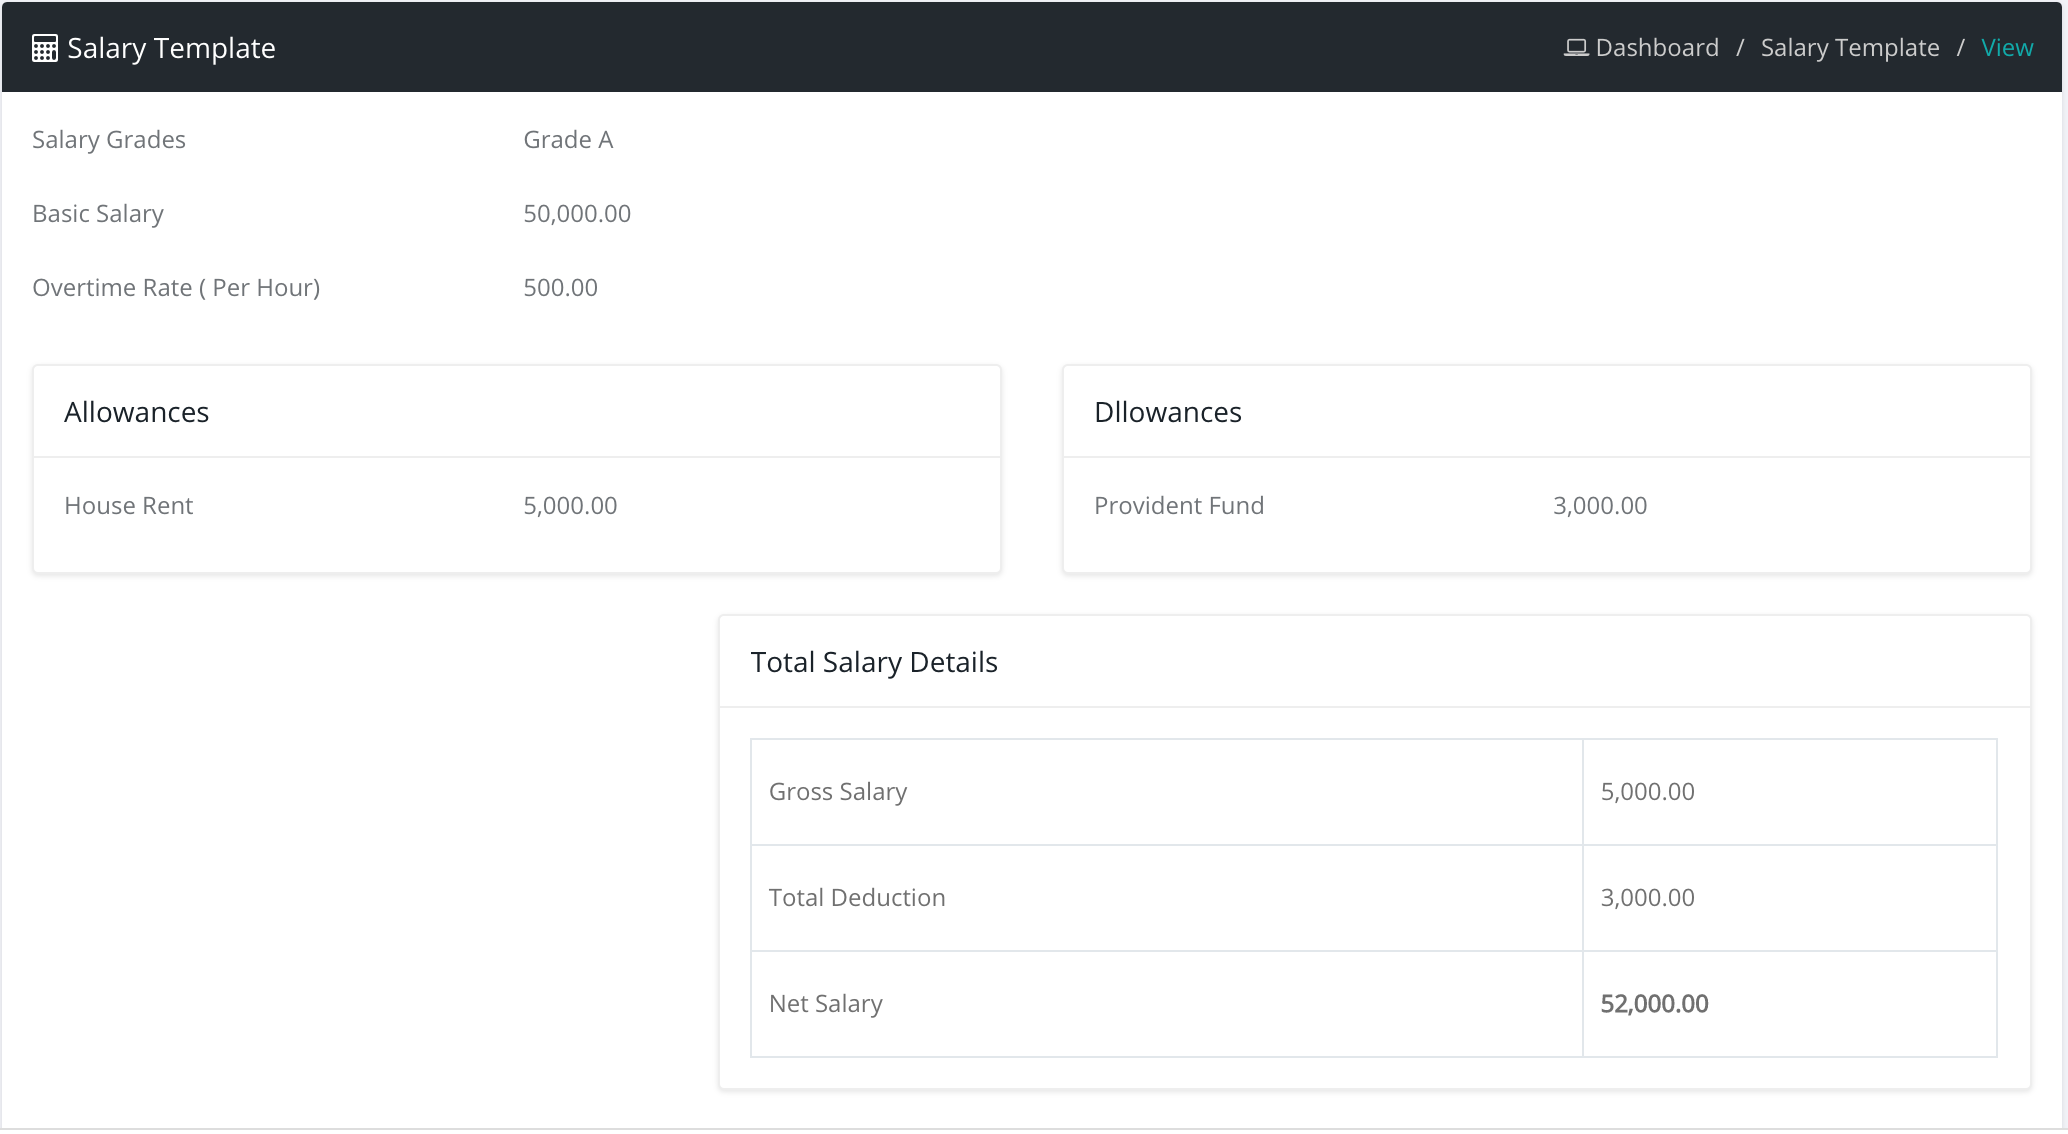 Salary Template
Dashboard / Salary Template / View
Salary Grades Grade A
Basic Salary 50,000.00
Overtime Rate ( Per Hour) 500.00
Allowances
House Rent 5,000.00
Dllowances
Provident Fund 3,000.00
Total Salary Details
Gross Salary 5,000.00
Total Deduction 3,000.00
Net Salary 52,000.00